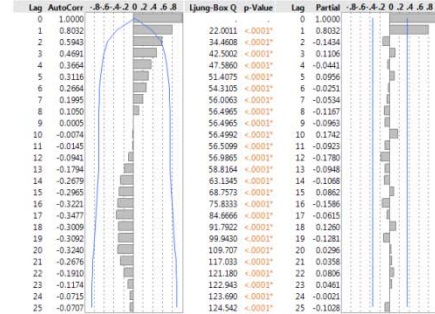 Lag AutoCorr -.8-.6-.4-.2 0 .2 .4 .6 .8 Ljung-Box Q p-Value Lag Partial -.8-.6-.4-.2 0 .2 .4 .6 .8
0 1.0000 . . 0 1.0000
1 0.8032 22.0011 <.0001* 1 0.8032
2 0.5943 34.4608 <.0001* 2 -0.1434
3 0.4691 42.5002 <.0001* 3 0.1106
4 0.3664 47.5860 <.0001* 4 -0.0441
5 0.3116 51.4075 <.0001* 5 0.0956
6 0.2664 54.3105 <.0001* 6 -0.0251
7 0.1995 56.0063 <.0001* 7 -0.0534
8 0.1050 56.4965 <.0001* 8 -0.1167
9 0.0005 56.4965 <.0001* 9 -0.0963
10 -0.0074 56.4992 <.0001* 10 0.1742
11 -0.0145 56.5099 <.0001* 11 -0.0923
12 -0.0941 56.9865 <.0001* 12 -0.1780
13 -0.1794 58.8164 <.0001* 13 -0.0948
14 -0.2679 63.1345 <.0001* 14 -0.1068
15 -0.2965 68.7573 <.0001* 15 0.0862
16 -0.3221 75.8333 <.0001* 16 -0.1586
17 -0.3477 84.6666 <.0001* 17 -0.0615
18 -0.3009 91.7922 <.0001* 18 0.1260
19 -0.3092 99.9430 <.0001* 19 -0.1281
20 -0.3240 109.707 <.0001* 20 0.0296
21 -0.2676 117.033 <.0001* 21 0.0358
22 -0.1910 121.180 <.0001* 22 0.0806
23 -0.1174 122.943 <.0001* 23 0.0461
24 -0.0715 123.690 <.0001* 24 -0.0021
25 -0.0707 124.542 <.0001* 25 -0.1028